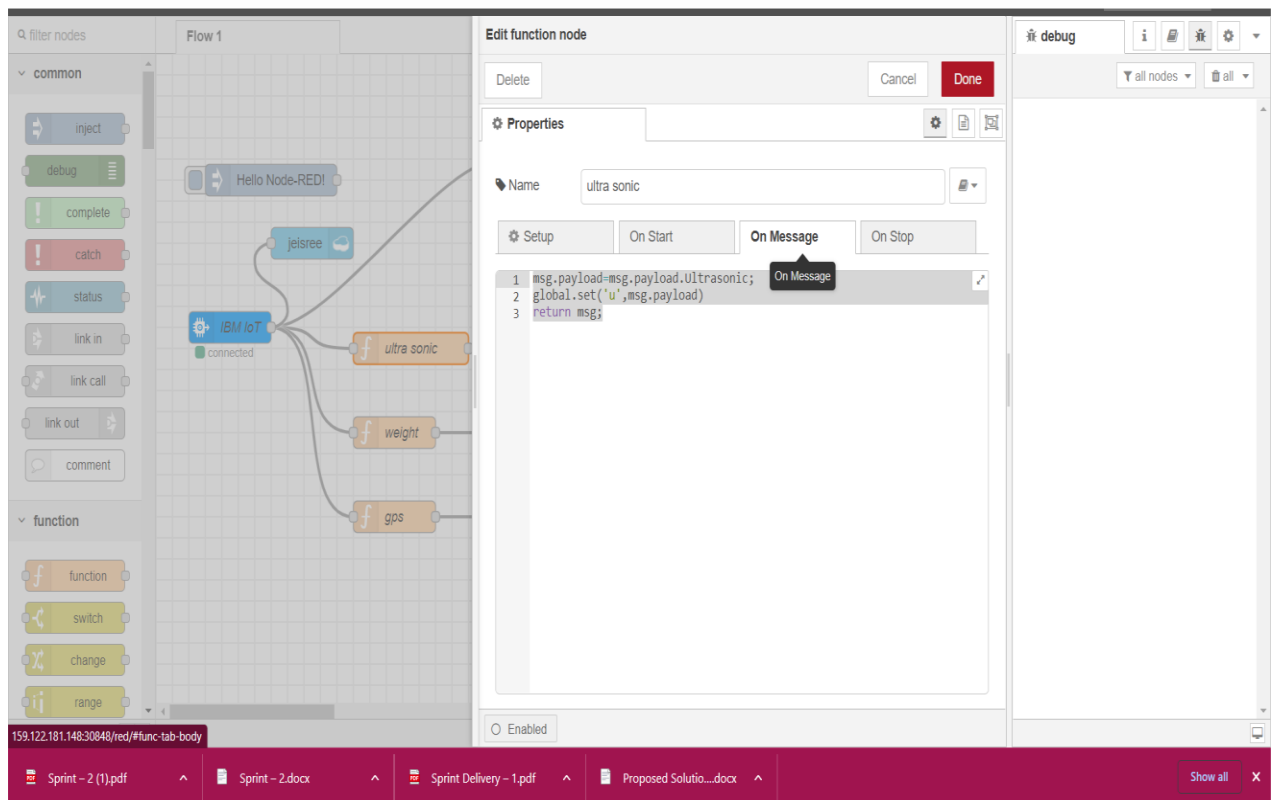 filter nodes
common
inject
debug
complete
catch
status
link in
link call
link out
comment
function
function
switch
change
range
Flow 1
Hello Node-RED!
jeisree
IBM IoT
connected
ultra sonic
weight
gps
Edit function node
Delete
Cancel
Done
Properties
Name
ultra sonic
Setup
On Start
On Message
On Stop
On Message
1 msg.payload=msg.payload.Ultrasonic;
2 global.set('u',msg.payload)
3 return msg;
Enabled
debug
all nodes
all
159.122.181.148:30848/red/#func-tab-body
Sprint – 2 (1).pdf
Sprint – 2.docx
Sprint Delivery – 1.pdf
Proposed Solutio....docx
Show all